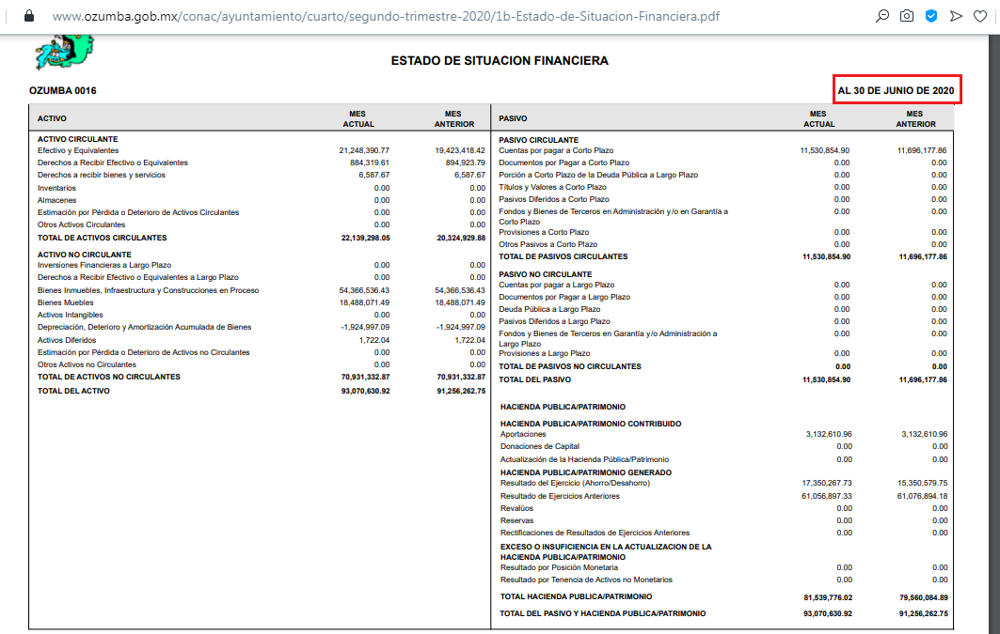 www.ozumba.gob.mx/conac/ayuntamiento/cuarto/segundo-trimestre-2020/1b-Estado-de-Situacion-Financiera.pdf
ESTADO DE SITUACION FINANCIERA
OZUMBA 0016
AL 30 DE JUNIO DE 2020
ACTIVO MES ACTUAL MES ANTERIOR
ACTIVO CIRCULANTE
Efectivo y Equivalentes 21,248,390.77 19,423,418.42
Derechos a Recibir Efectivo o Equivalentes 884,319.61 894,923.79
Derechos a recibir bienes y servicios 6,587.67 6,587.67
Inventarios 0.00 0.00
Almacenes 0.00 0.00
Estimación por Pérdida o Deterioro de Activos Circulantes 0.00 0.00
Otros Activos Circulantes 0.00 0.00
TOTAL DE ACTIVOS CIRCULANTES 22,139,298.05 20,324,929.88
ACTIVO NO CIRCULANTE
Inversiones Financieras a Largo Plazo 0.00 0.00
Derechos a Recibir Efectivo o Equivalentes a Largo Plazo 0.00 0.00
Bienes Inmuebles, Infraestructura y Construcciones en Proceso 54,366,536.43 54,366,536.43
Bienes Muebles 18,488,071.49 18,488,071.49
Activos Intangibles 0.00 0.00
Depreciación, Deterioro y Amortización Acumulada de Bienes -1,924,997.09 -1,924,997.09
Activos Diferidos 1,722.04 1,722.04
Estimación por Pérdida o Deterioro de Activos no Circulantes 0.00 0.00
Otros Activos no Circulantes 0.00 0.00
TOTAL DE ACTIVOS NO CIRCULANTES 70,931,332.87 70,931,332.87
TOTAL DEL ACTIVO 93,070,630.92 91,256,262.75
PASIVO MES ACTUAL MES ANTERIOR
PASIVO CIRCULANTE
Cuentas por pagar a Corto Plazo 11,530,854.90 11,696,177.86
Documentos por Pagar a Corto Plazo 0.00 0.00
Porción a Corto Plazo de la Deuda Pública a Largo Plazo 0.00 0.00
Títulos y Valores a Corto Plazo 0.00 0.00
Pasivos Diferidos a Corto Plazo 0.00 0.00
Fondos y Bienes de Terceros en Administración y/o en Garantía a 0.00 0.00
Corto Plazo
Provisiones a Corto Plazo 0.00 0.00
Otros Pasivos a Corto Plazo 0.00 0.00
TOTAL DE PASIVOS CIRCULANTES 11,530,854.90 11,696,177.86
PASIVO NO CIRCULANTE
Cuentas por pagar a Largo Plazo 0.00 0.00
Documentos por Pagar a Largo Plazo 0.00 0.00
Deuda Pública a Largo Plazo 0.00 0.00
Pasivos Diferidos a Largo Plazo 0.00 0.00
Fondos y Bienes de Terceros en Garantía y/o Administración a 0.00 0.00
Largo Plazo
Provisiones a Largo Plazo 0.00 0.00
TOTAL DE PASIVOS NO CIRCULANTES 0.00 0.00
TOTAL DEL PASIVO 11,530,854.90 11,696,177.86
HACIENDA PUBLICA/PATRIMONIO
HACIENDA PUBLICA/PATRIMONIO CONTRIBUIDO
Aportaciones 3,132,610.96 3,132,610.96
Donaciones de Capital 0.00 0.00
Actualización de la Hacienda Pública/Patrimonio 0.00 0.00
HACIENDA PUBLICA/PATRIMONIO GENERADO
Resultado del Ejercicio (Ahorro/Desahorro) 17,350,267.73 15,350,579.75
Resultado de Ejercicios Anteriores 61,056,897.33 61,076,894.18
Revalúos 0.00 0.00
Reservas 0.00 0.00
Rectificaciones de Resultados de Ejercicios Anteriores 0.00 0.00
EXCESO O INSUFICIENCIA EN LA ACTUALIZACION DE LA
HACIENDA PUBLICA/PATRIMONIO
Resultado por Posición Monetaria 0.00 0.00
Resultado por Tenencia de Activos no Monetarios 0.00 0.00
TOTAL HACIENDA PUBLICA/PATRIMONIO 81,539,776.02 79,560,084.89
TOTAL DEL PASIVO Y HACIENDA PUBLICA/PATRIMONIO 93,070,630.92 91,256,262.75